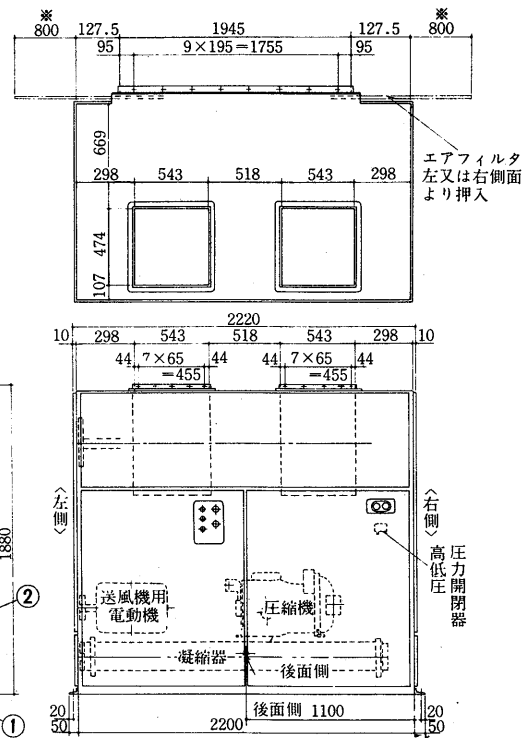 ※
※
800 127.5 1945 127.5 800
95 9×195=1755 95
669
エアフィルタ
左又は右側面
より押入
298 543 518 543 298
474
107
2220
10 298 543 518 543 298 10
44 7×65 44 44 7×65 44
=455 =455
1880
〈左側〉
〈右側〉
高低圧
圧力開閉器
②
送風機用
電動機
圧縮機
凝縮器
後面側
後面側 1100
20 20
50 2200 50
①